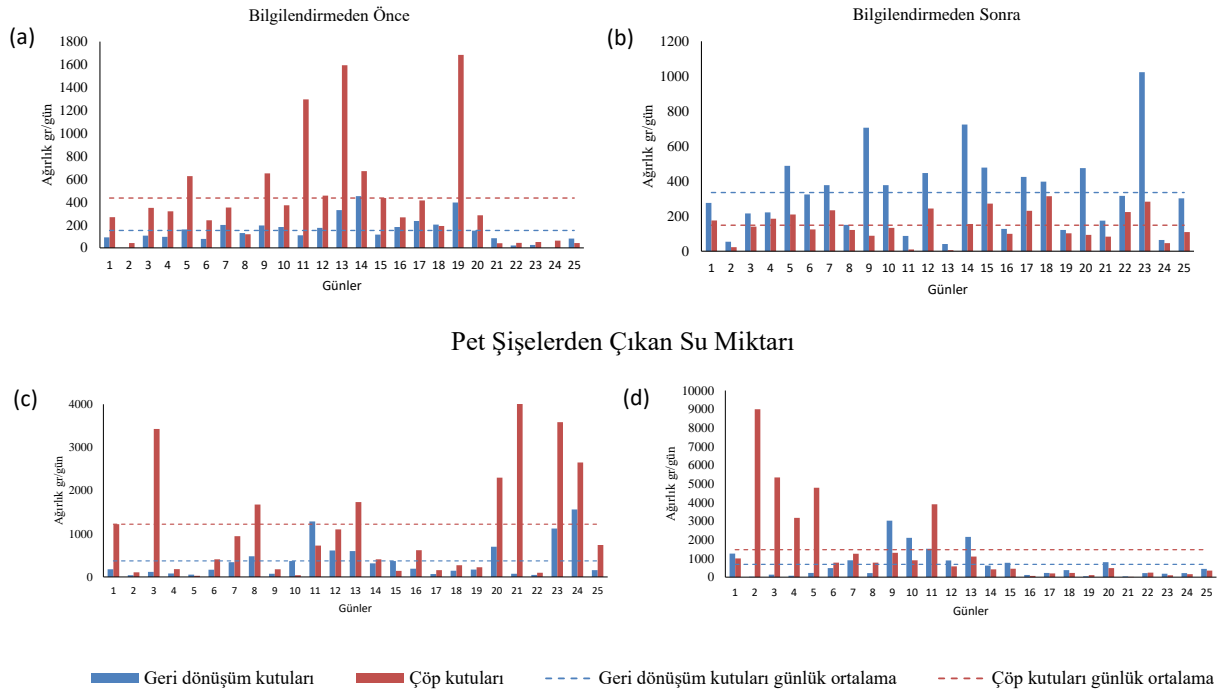 Bilgilendirmeden Önce
(a)
1800
1600
1400
1200
1000
800
600
400
200
0
Ağırlık gr/gün
1 2 3 4 5 6 7 8 9 10 11 12 13 14 15 16 17 18 19 20 21 22 23 24 25
Günler
Bilgilendirmeden Sonra
(b)
1200
1000
800
600
400
200
0
Ağırlık gr/gün
1 2 3 4 5 6 7 8 9 10 11 12 13 14 15 16 17 18 19 20 21 22 23 24 25
Günler
Pet Şişelerden Çıkan Su Miktarı
(c)
4000
3000
2000
1000
0
Ağırlık gr/gün
1 2 3 4 5 6 7 8 9 10 11 12 13 14 15 16 17 18 19 20 21 22 23 24 25
Günler
(d)
10000
9000
8000
7000
6000
5000
4000
3000
2000
1000
0
Ağırlık gr/gün
1 2 3 4 5 6 7 8 9 10 11 12 13 14 15 16 17 18 19 20 21 22 23 24 25
Günler
Geri dönüşüm kutuları Çöp kutuları Geri dönüşüm kutuları günlük ortalama Çöp kutuları günlük ortalama